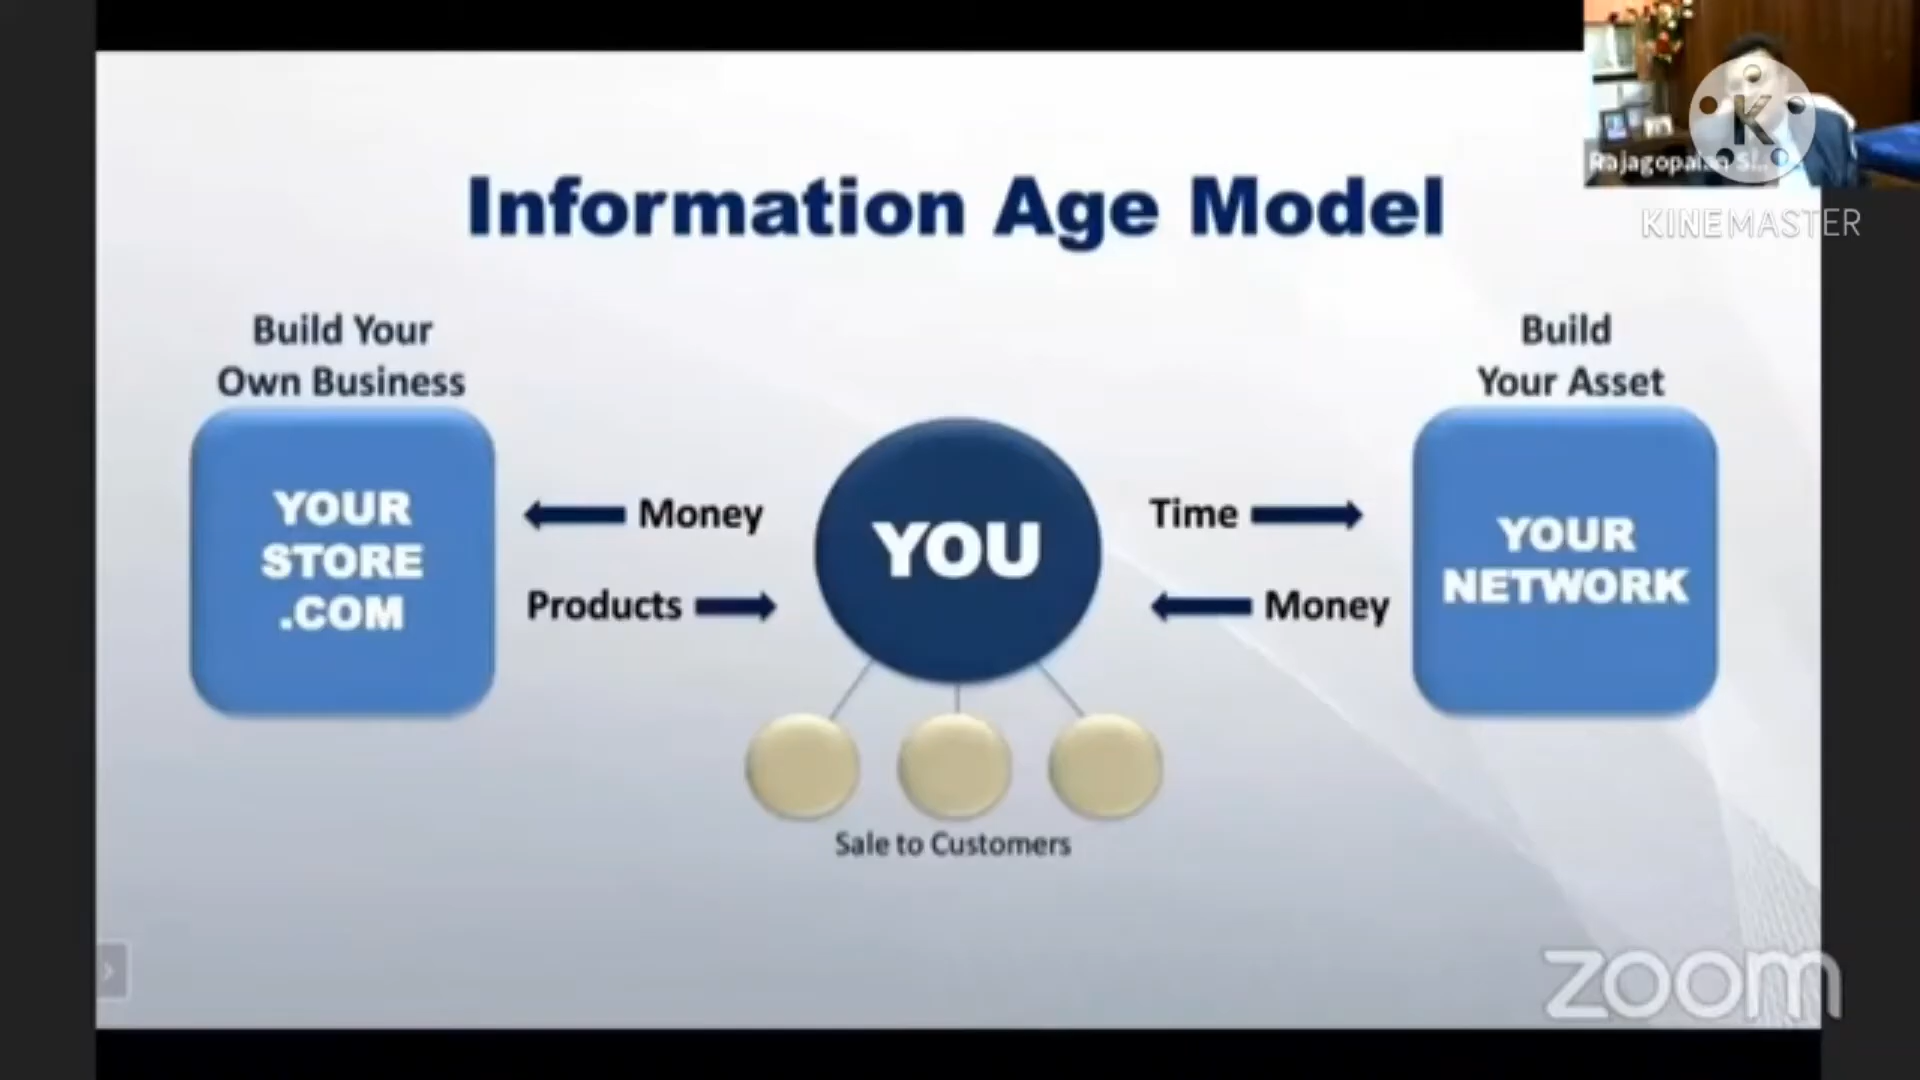 Information Age Model
Build Your
Own Business
YOUR
STORE
.COM
Money
Products
YOU
Sale to Customers
Time
Money
Build
Your Asset
YOUR
NETWORK
K
KINEMASTER
zoom